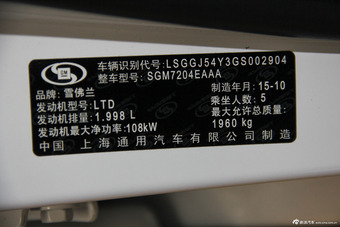 车辆识别代号: LSGGJ54Y3GS002904
整车型号: SGM7204EAAA
品牌: 雪佛兰 制造年月: 15-10
发动机型号: LTD 乘坐人数: 5
发动机排量: 1.998 L 最大允许总质量:
发动机最大净功率: 108kW 1960 kg
中国 上海通用汽车有限公司 制造